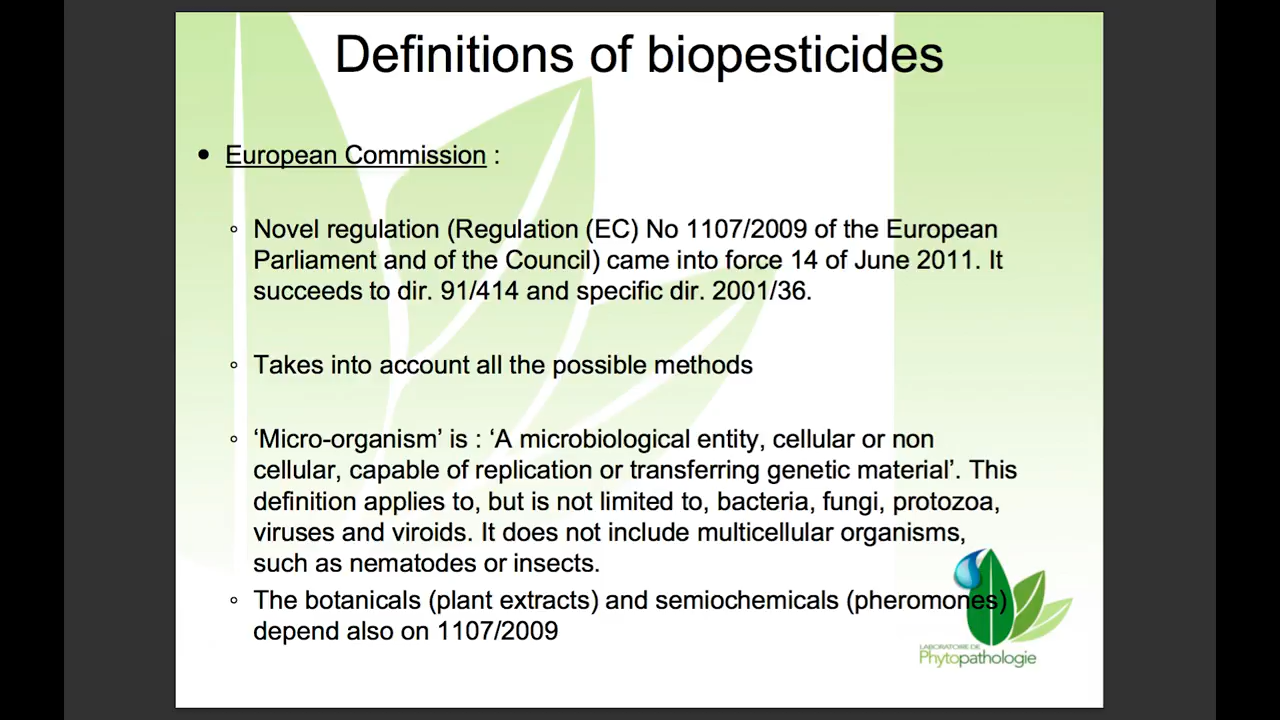 Definitions of biopesticides
• European Commission :
◦ Novel regulation (Regulation (EC) No 1107/2009 of the European
Parliament and of the Council) came into force 14 of June 2011. It
succeeds to dir. 91/414 and specific dir. 2001/36.
◦ Takes into account all the possible methods
◦ ‘Micro-organism’ is : ‘A microbiological entity, cellular or non
cellular, capable of replication or transferring genetic material’. This
definition applies to, but is not limited to, bacteria, fungi, protozoa,
viruses and viroids. It does not include multicellular organisms,
such as nematodes or insects.
◦ The botanicals (plant extracts) and semiochemicals (pheromones)
depend also on 1107/2009
LABORATOIRE DE
Phytopathologie